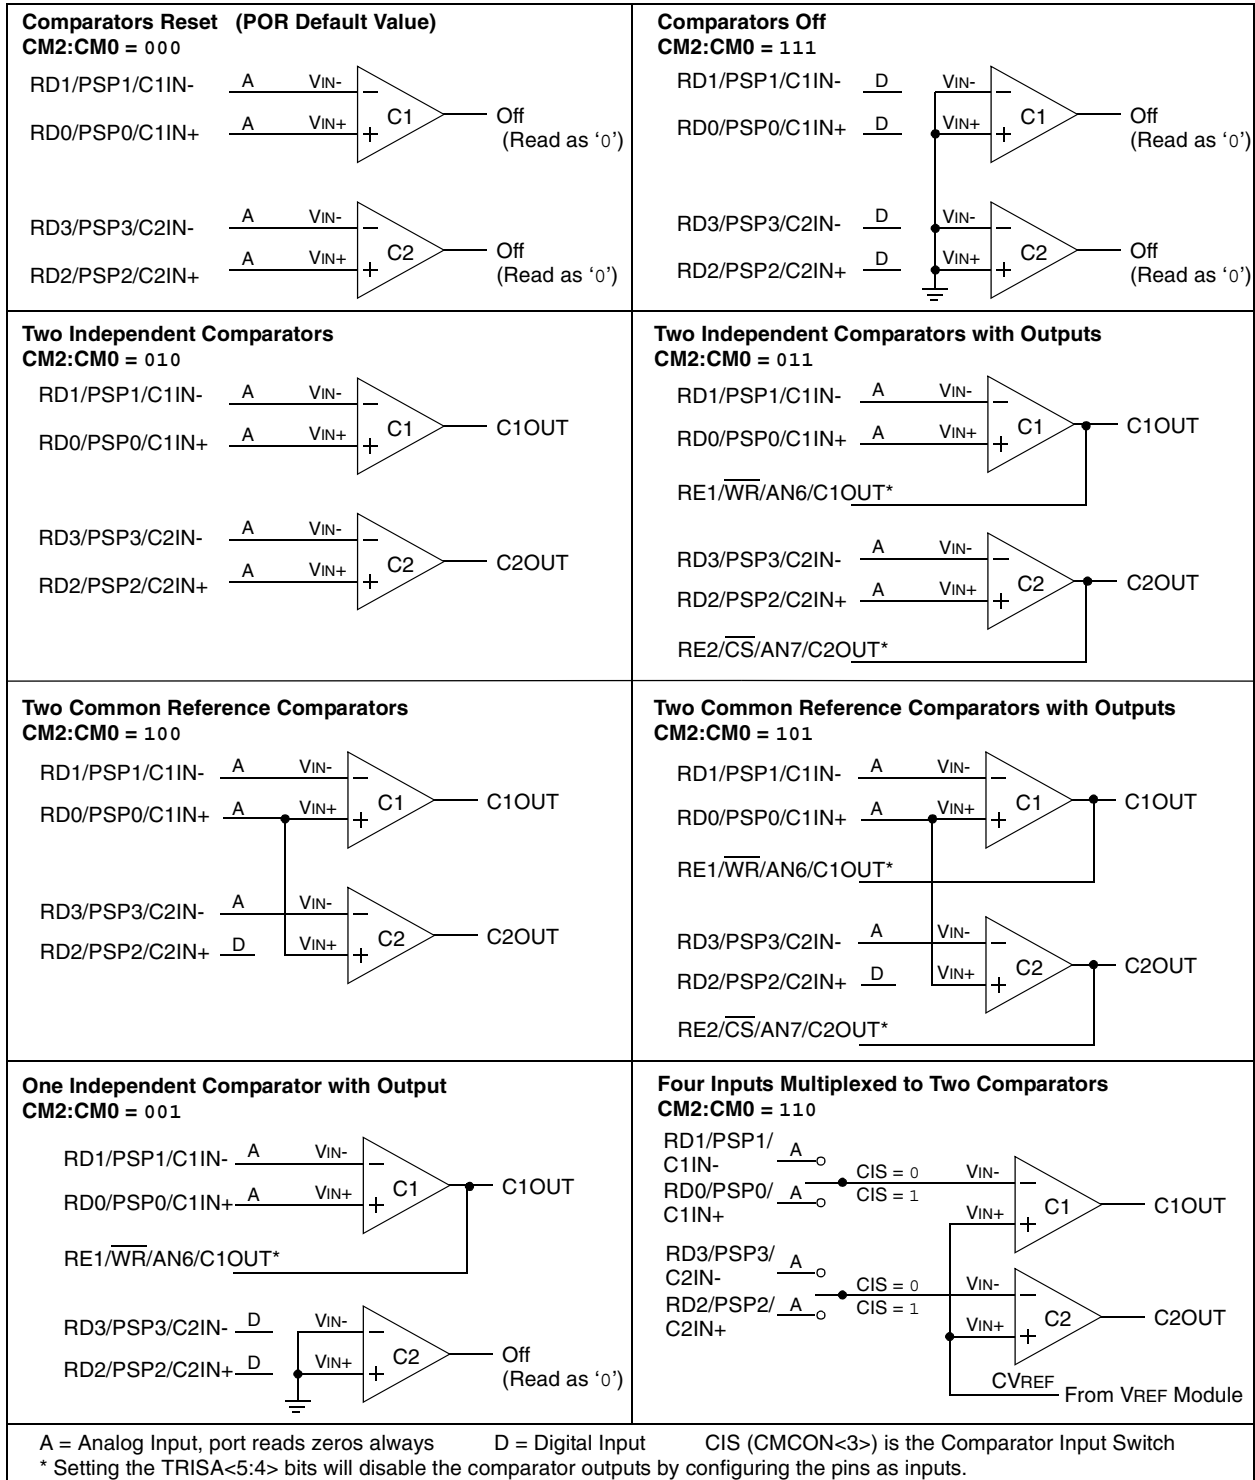 Comparators Reset (POR Default Value)
CM2:CM0 = 000
RD1/PSP1/C1IN-
A
VIN-
RD0/PSP0/C1IN+
A
VIN+
C1
Off
(Read as ‘0’)
RD3/PSP3/C2IN-
A
VIN-
RD2/PSP2/C2IN+
A
VIN+
C2
Off
(Read as ‘0’)
Comparators Off
CM2:CM0 = 111
RD1/PSP1/C1IN-
D
VIN-
RD0/PSP0/C1IN+
D
VIN+
C1
Off
(Read as ‘0’)
RD3/PSP3/C2IN-
D
VIN-
RD2/PSP2/C2IN+
D
VIN+
C2
Off
(Read as ‘0’)
Two Independent Comparators
CM2:CM0 = 010
RD1/PSP1/C1IN-
A
VIN-
RD0/PSP0/C1IN+
A
VIN+
C1
C1OUT
RD3/PSP3/C2IN-
A
VIN-
RD2/PSP2/C2IN+
A
VIN+
C2
C2OUT
Two Independent Comparators with Outputs
CM2:CM0 = 011
RD1/PSP1/C1IN-
A
VIN-
RD0/PSP0/C1IN+
A
VIN+
C1
C1OUT
RE1/WR/AN6/C1OUT*
RD3/PSP3/C2IN-
A
VIN-
RD2/PSP2/C2IN+
A
VIN+
C2
C2OUT
RE2/CS/AN7/C2OUT*
Two Common Reference Comparators
CM2:CM0 = 100
RD1/PSP1/C1IN-
A
VIN-
RD0/PSP0/C1IN+
A
VIN+
C1
C1OUT
RD3/PSP3/C2IN-
A
VIN-
RD2/PSP2/C2IN+
D
VIN+
C2
C2OUT
Two Common Reference Comparators with Outputs
CM2:CM0 = 101
RD1/PSP1/C1IN-
A
VIN-
RD0/PSP0/C1IN+
A
VIN+
C1
C1OUT
RE1/WR/AN6/C1OUT*
RD3/PSP3/C2IN-
A
VIN-
RD2/PSP2/C2IN+
D
VIN+
C2
C2OUT
RE2/CS/AN7/C2OUT*
One Independent Comparator with Output
CM2:CM0 = 001
RD1/PSP1/C1IN-
A
VIN-
RD0/PSP0/C1IN+
A
VIN+
C1
C1OUT
RE1/WR/AN6/C1OUT*
RD3/PSP3/C2IN-
D
VIN-
RD2/PSP2/C2IN+
D
VIN+
C2
Off
(Read as ‘0’)
Four Inputs Multiplexed to Two Comparators
CM2:CM0 = 110
RD1/PSP1/
C1IN-
A
RD0/PSP0/
C1IN+
A
CIS = 0
CIS = 1
VIN-
VIN+
C1
C1OUT
RD3/PSP3/
C2IN-
A
RD2/PSP2/
C2IN+
A
CIS = 0
CIS = 1
VIN-
VIN+
C2
C2OUT
CVREF
From VREF Module
A = Analog Input, port reads zeros always D = Digital Input CIS (CMCON<3>) is the Comparator Input Switch
* Setting the TRISA<5:4> bits will disable the comparator outputs by configuring the pins as inputs.